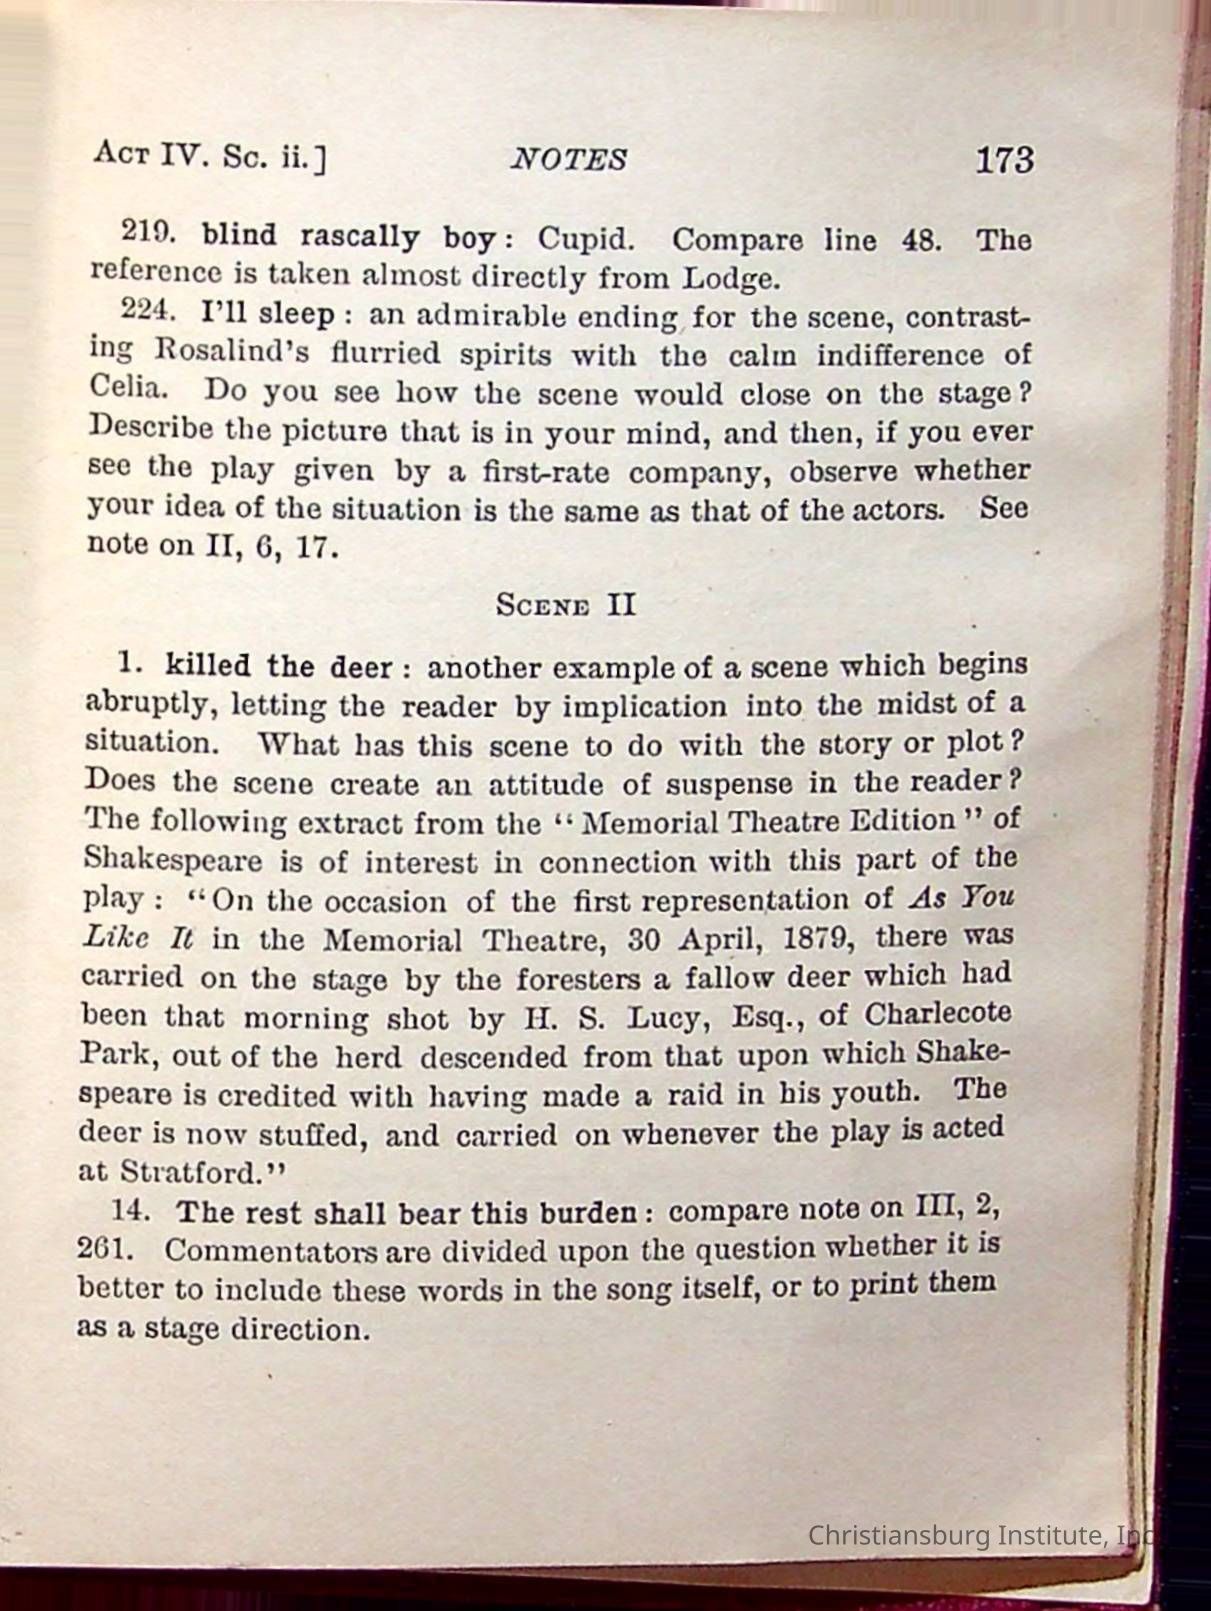 ACT IV. Sc. ii.] NOTES 173
219. blind rascally boy: Cupid. Compare line 48. The
reference is taken almost directly from Lodge.
224. I'll sleep: an admirable ending for the scene, contrast-
ing Rosalind's flurried spirits with the calm indifference of
Celia. Do you see how the scene would close on the stage?
Describe the picture that is in your mind, and then, if you ever
see the play given by a first-rate company, observe whether
your idea of the situation is the same as that of the actors. See
note on II, 6, 17.
SCENE II
1. killed the deer: another example of a scene which begins
abruptly, letting the reader by implication into the midst of a
situation. What has this scene to do with the story or plot?
Does the scene create an attitude of suspense in the reader?
The following extract from the "Memorial Theatre Edition" of
Shakespeare is of interest in connection with this part of the
play: "On the occasion of the first representation of As You
Like It in the Memorial Theatre, 30 April, 1879, there was
carried on the stage by the foresters a fallow deer which had
been that morning shot by H. S. Lucy, Esq., of Charlecote
Park, out of the herd descended from that upon which Shake-
speare is credited with having made a raid in his youth. The
deer is now stuffed, and carried on whenever the play is acted
at Stratford."
14. The rest shall bear this burden: compare note on III, 2,
261. Commentators are divided upon the question whether it is
better to include these words in the song itself, or to print them
as a stage direction.
Christiansburg Institute, Inc.